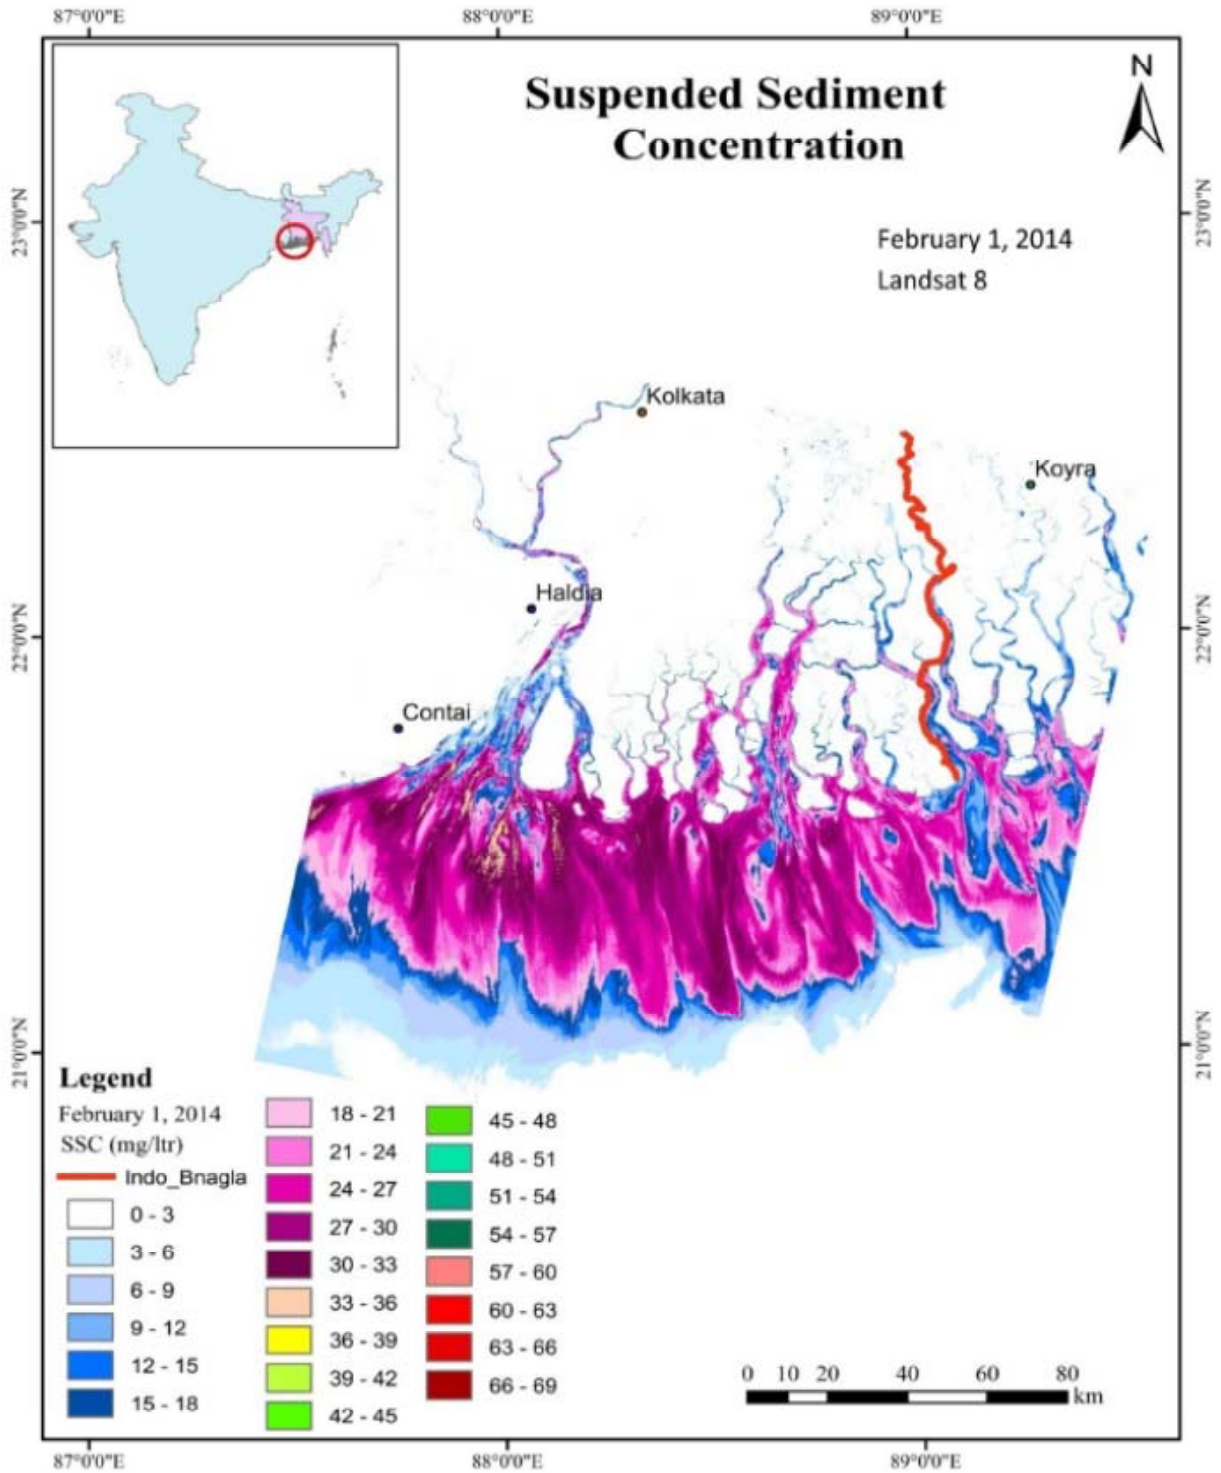 87°0'0"E 88°0'0"E 89°0'0"E
N
Suspended Sediment
Concentration
23°0'0"N 23°0'0"N
February 1, 2014
Landsat 8
Kolkata
Koyra
Haldia
22°0'0"N 22°0'0"N
Contai
21°0'0"N 21°0'0"N
Legend
February 1, 2014
SSC (mg/ltr)
Indo_Bnagla
0 - 3
3 - 6
6 - 9
9 - 12
12 - 15
15 - 18
18 - 21
21 - 24
24 - 27
27 - 30
30 - 33
33 - 36
36 - 39
39 - 42
42 - 45
45 - 48
48 - 51
51 - 54
54 - 57
57 - 60
60 - 63
63 - 66
66 - 69
0 10 20 40 60 80
km
87°0'0"E 88°0'0"E 89°0'0"E